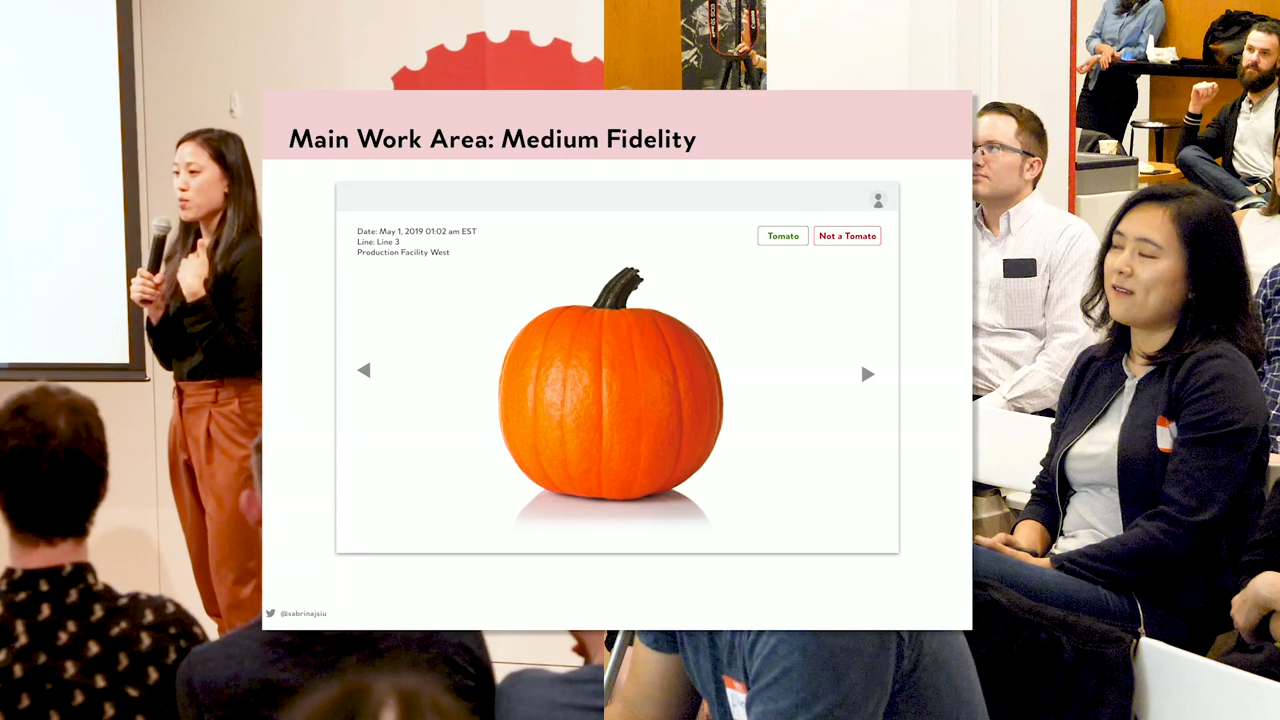 Main Work Area: Medium Fidelity
Date: May 1, 2019 01:02 am EST
Line: Line 3
Production Facility West
Tomato
Not a Tomato
@sabrinajsiu